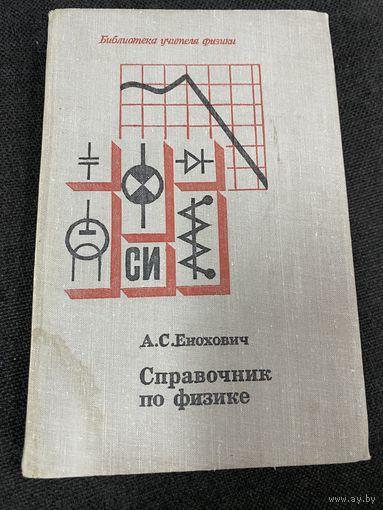 Библиотека учителя физики
СИ
А.С.Енохович
Справочник
по физике
www.ay.by